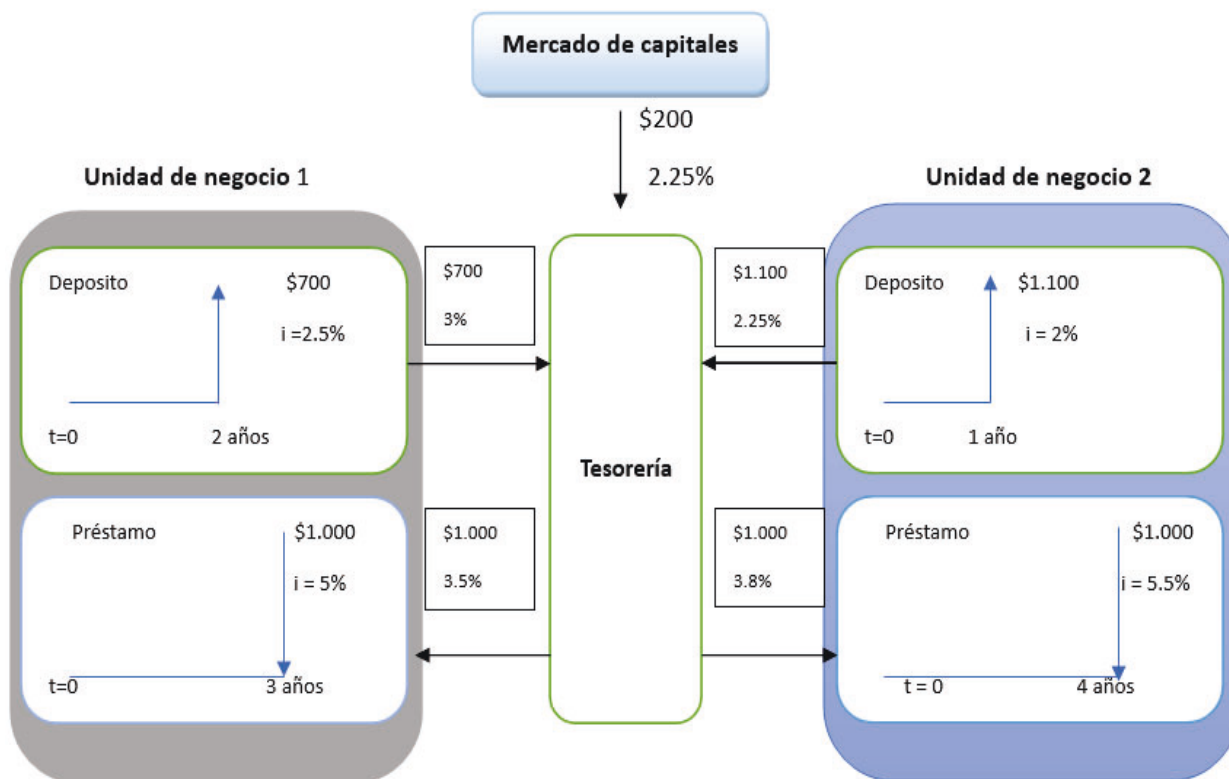 Mercado de capitales
$200
2.25%
Unidad de negocio 1
Unidad de negocio 2
Deposito
$700
i =2.5%
t=0
2 años
$700
3%
$1.100
2.25%
Deposito
$1.100
i = 2%
t=0
1 año
Tesorería
Préstamo
$1.000
i = 5%
t=0
3 años
$1.000
3.5%
$1.000
3.8%
Préstamo
$1.000
i = 5.5%
t = 0
4 años